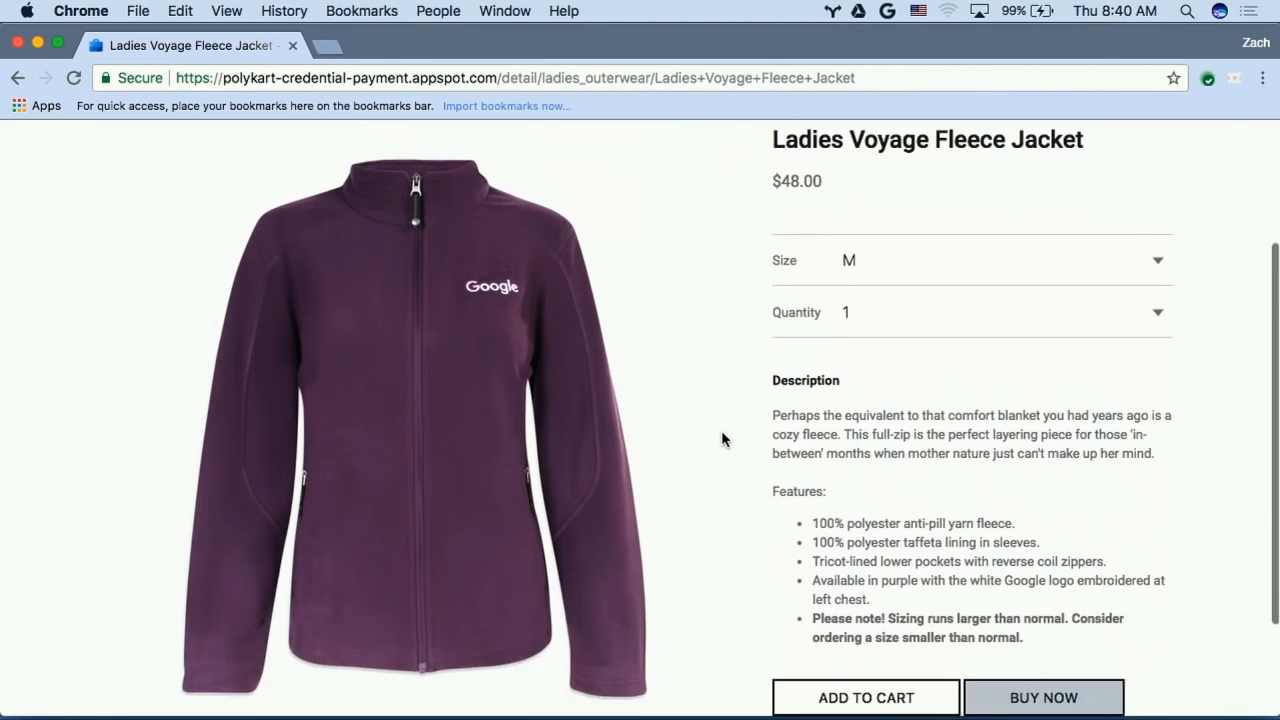 Chrome File Edit View History Bookmarks People Window Help 99% Thu 8:40 AM
Ladies Voyage Fleece Jacket - Zach
Secure https://polykart-credential-payment.appspot.com/detail/ladies_outerwear/Ladies+Voyage+Fleece+Jacket
Apps For quick access, place your bookmarks here on the bookmarks bar. Import bookmarks now...
Google
Ladies Voyage Fleece Jacket
$48.00
Size M
Quantity 1
Description
Perhaps the equivalent to that comfort blanket you had years ago is a
cozy fleece. This full-zip is the perfect layering piece for those 'in-
between' months when mother nature just can't make up her mind.
Features:
• 100% polyester anti-pill yarn fleece.
• 100% polyester taffeta lining in sleeves.
• Tricot-lined lower pockets with reverse coil zippers.
• Available in purple with the white Google logo embroidered at
left chest.
• Please note! Sizing runs larger than normal. Consider
ordering a size smaller than normal.
ADD TO CART BUY NOW